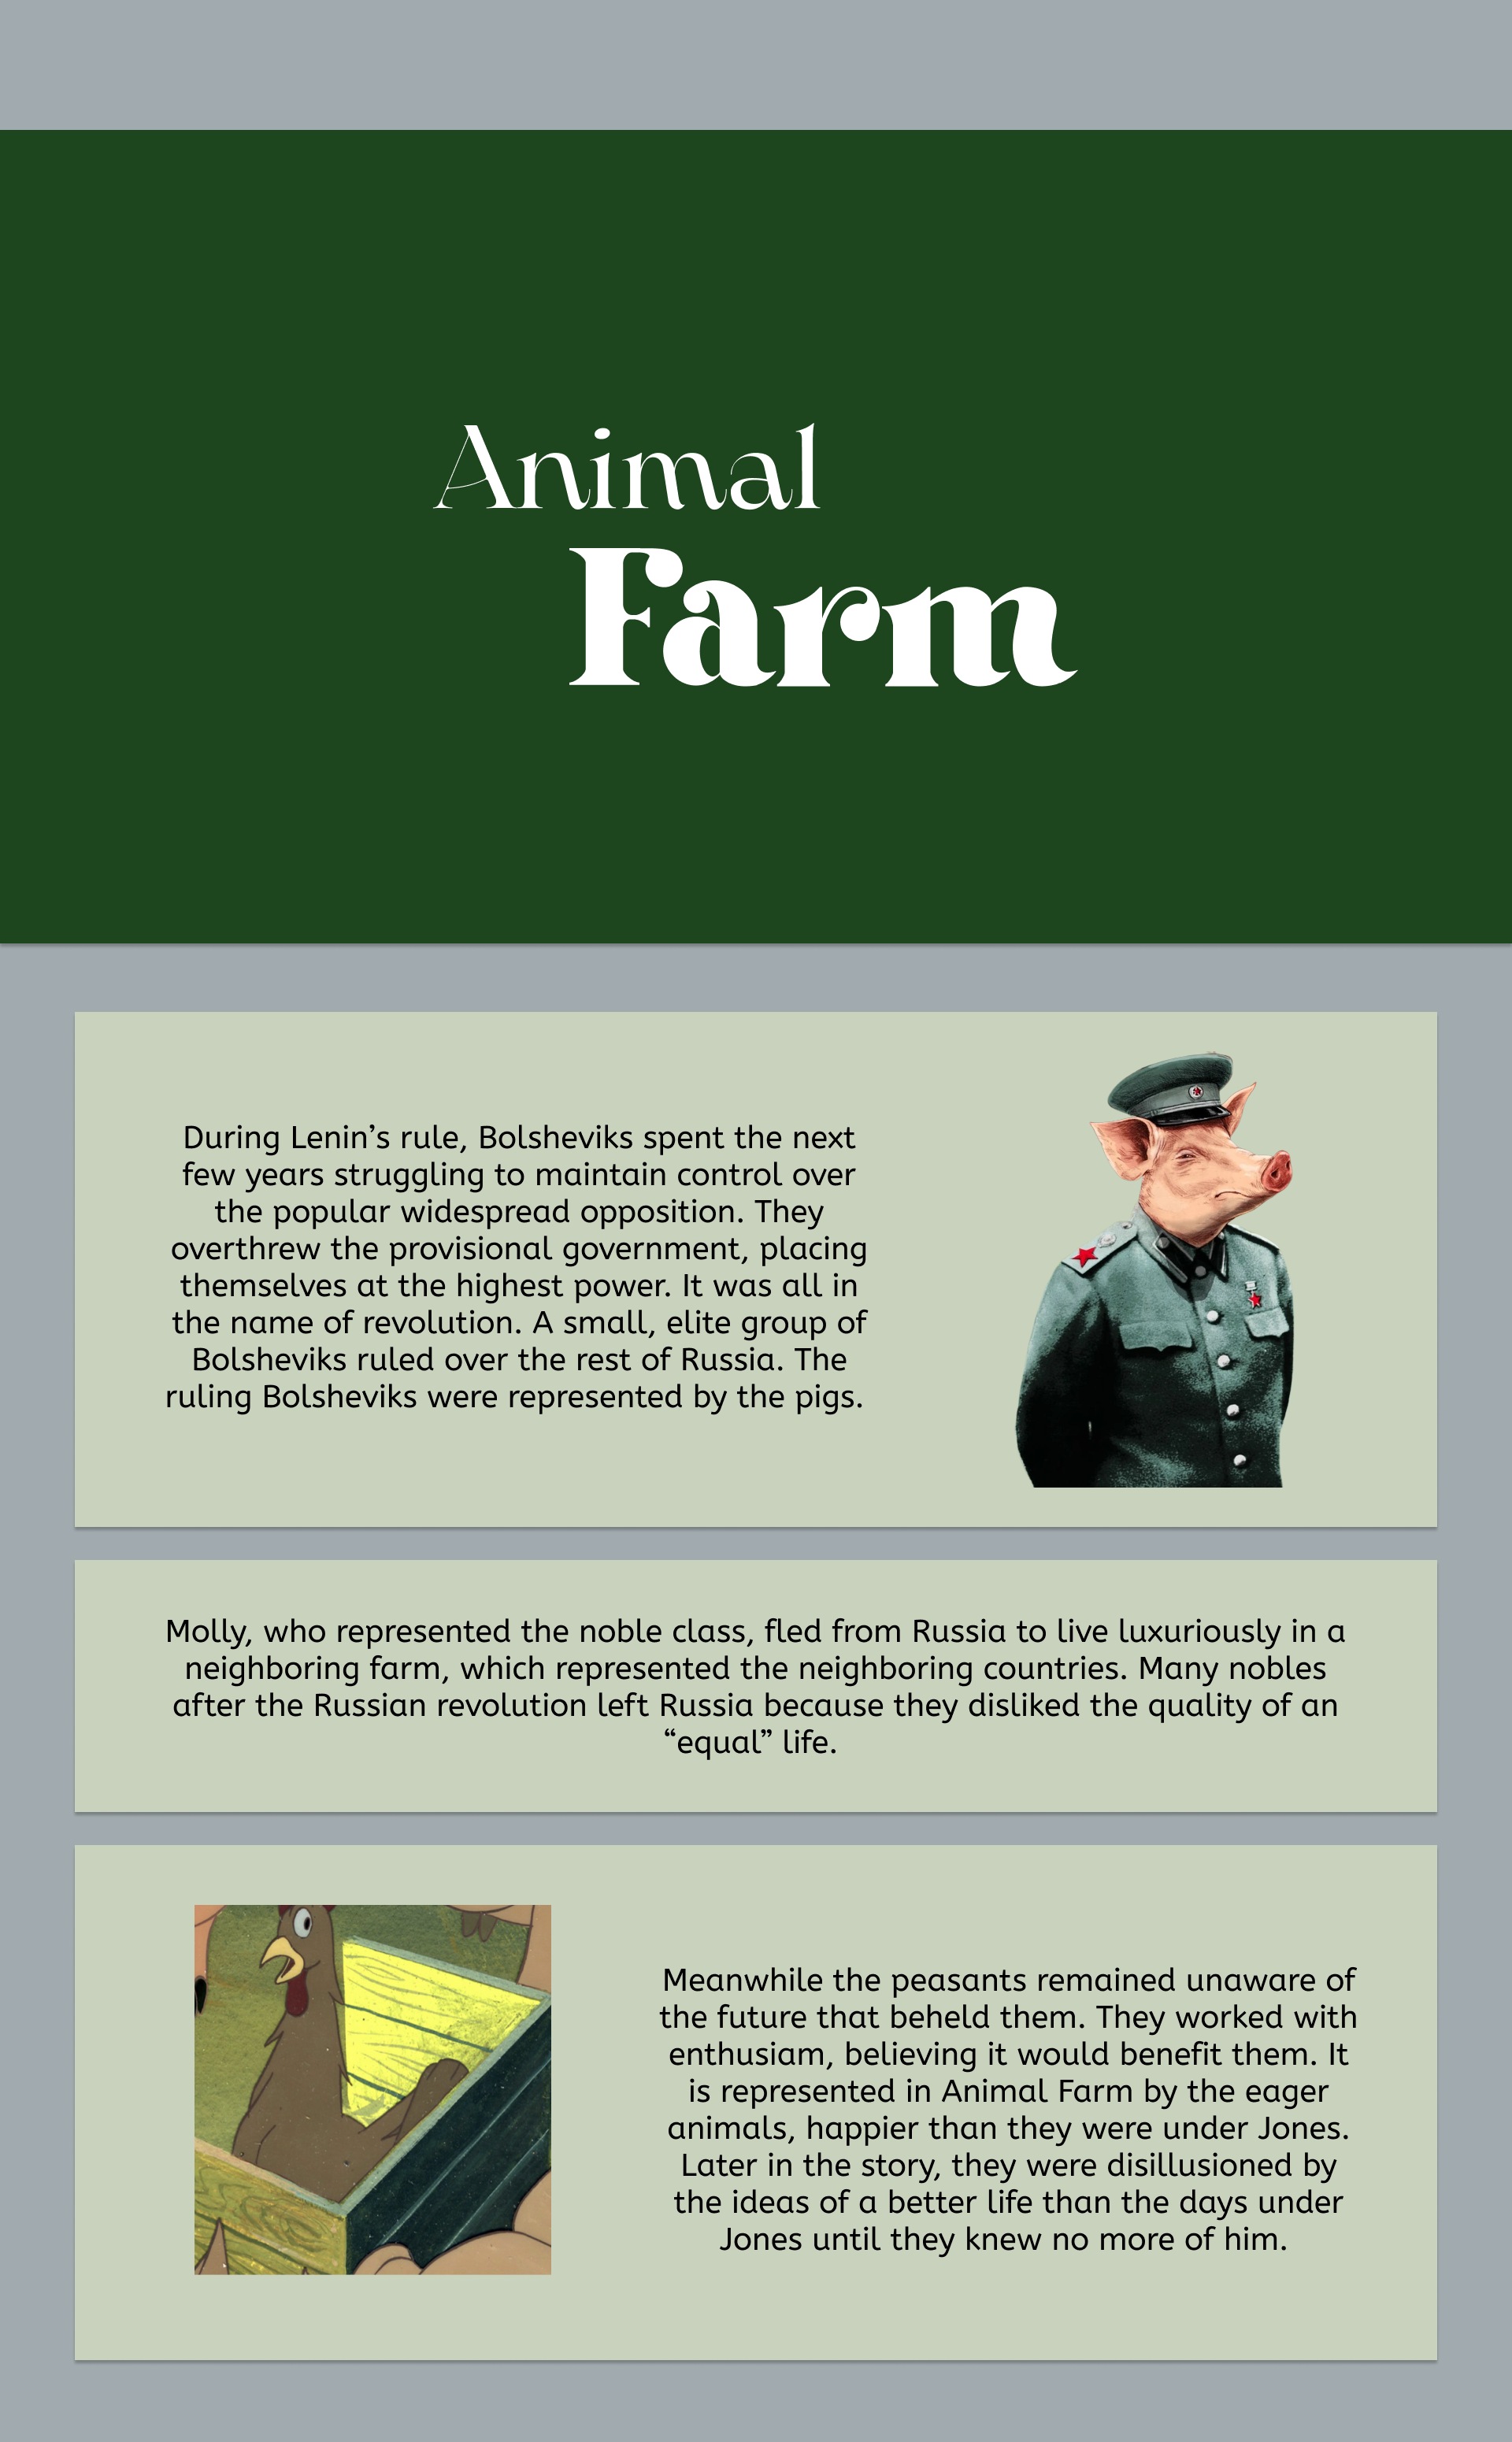 Animal
Farm
During Lenin’s rule, Bolsheviks spent the next
few years struggling to maintain control over
the popular widespread opposition. They
overthrew the provisional government, placing
themselves at the highest power. It was all in
the name of revolution. A small, elite group of
Bolsheviks ruled over the rest of Russia. The
ruling Bolsheviks were represented by the pigs.
Molly, who represented the noble class, fled from Russia to live luxuriously in a
neighboring farm, which represented the neighboring countries. Many nobles
after the Russian revolution left Russia because they disliked the quality of an
“equal” life.
Meanwhile the peasants remained unaware of
the future that beheld them. They worked with
enthusiam, believing it would benefit them. It
is represented in Animal Farm by the eager
animals, happier than they were under Jones.
Later in the story, they were disillusioned by
the ideas of a better life than the days under
Jones until they knew no more of him.